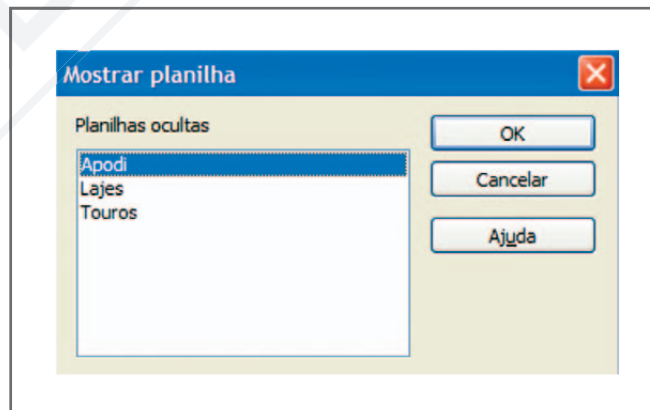 Mostrar planilha
Planilhas ocultas
OK
Apodi
Cancelar
Lajes
Touros
Ajuda